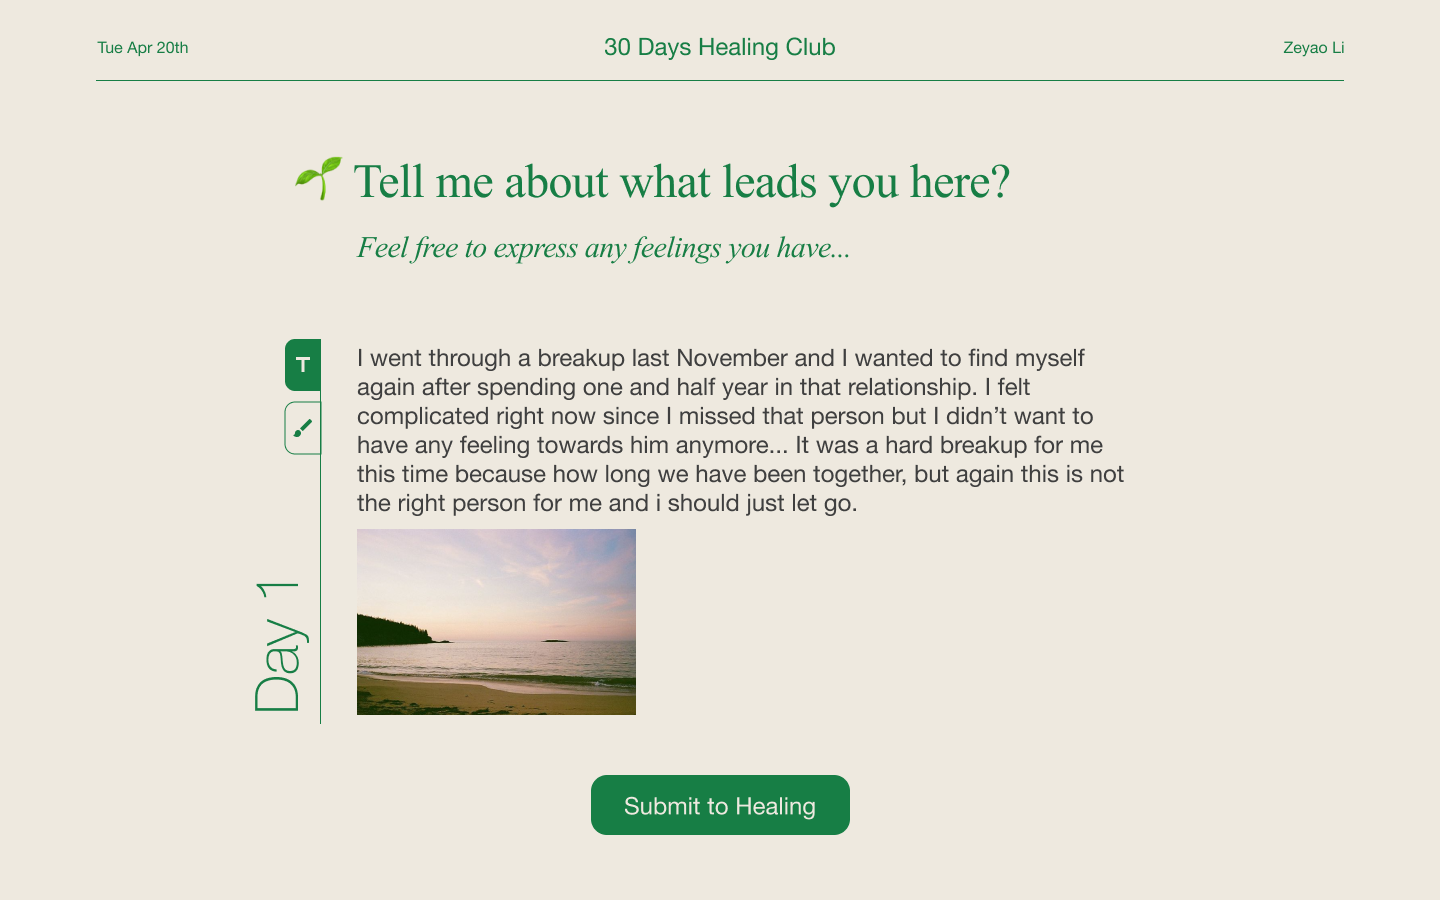 Tue Apr 20th
30 Days Healing Club
Zeyao Li
Tell me about what leads you here?
Feel free to express any feelings you have...
T
I went through a breakup last November and I wanted to find myself
again after spending one and half year in that relationship. I felt
complicated right now since I missed that person but I didn’t want to
have any feeling towards him anymore... It was a hard breakup for me
this time because how long we have been together, but again this is not
the right person for me and i should just let go.
Day 1
Submit to Healing